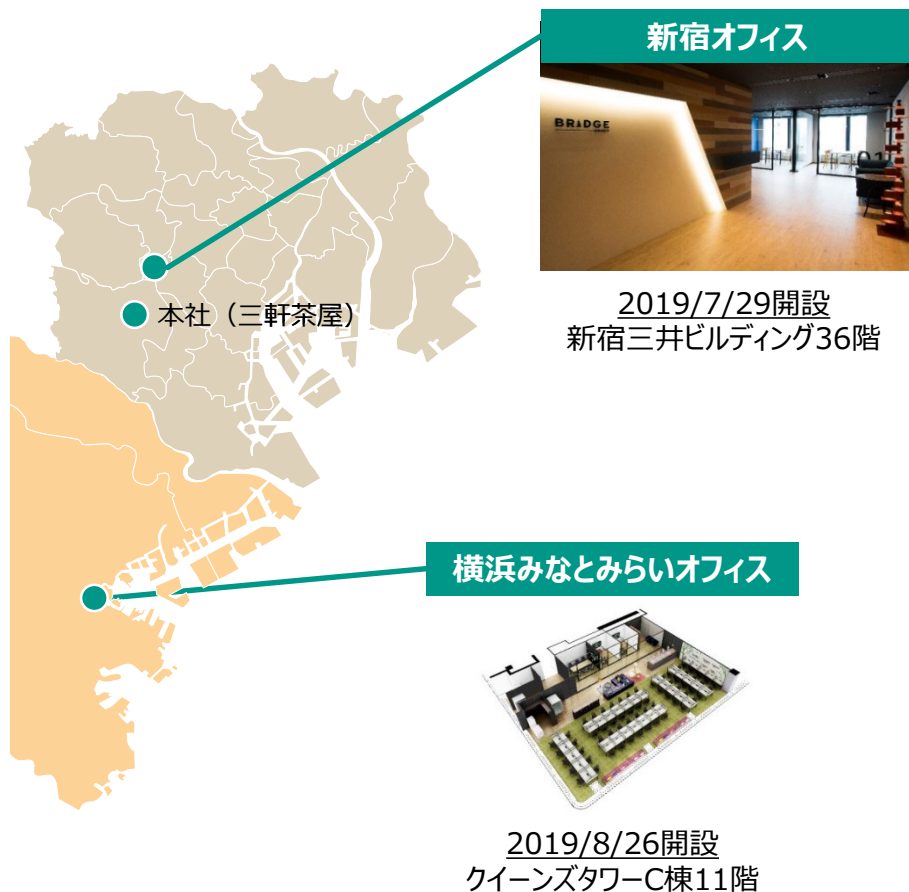 新宿オフィス
BRIDGE
2019/7/29開設
新宿三井ビルディング36階
本社（三軒茶屋）
横浜みなとみらいオフィス
2019/8/26開設
クイーンズタワーC棟11階